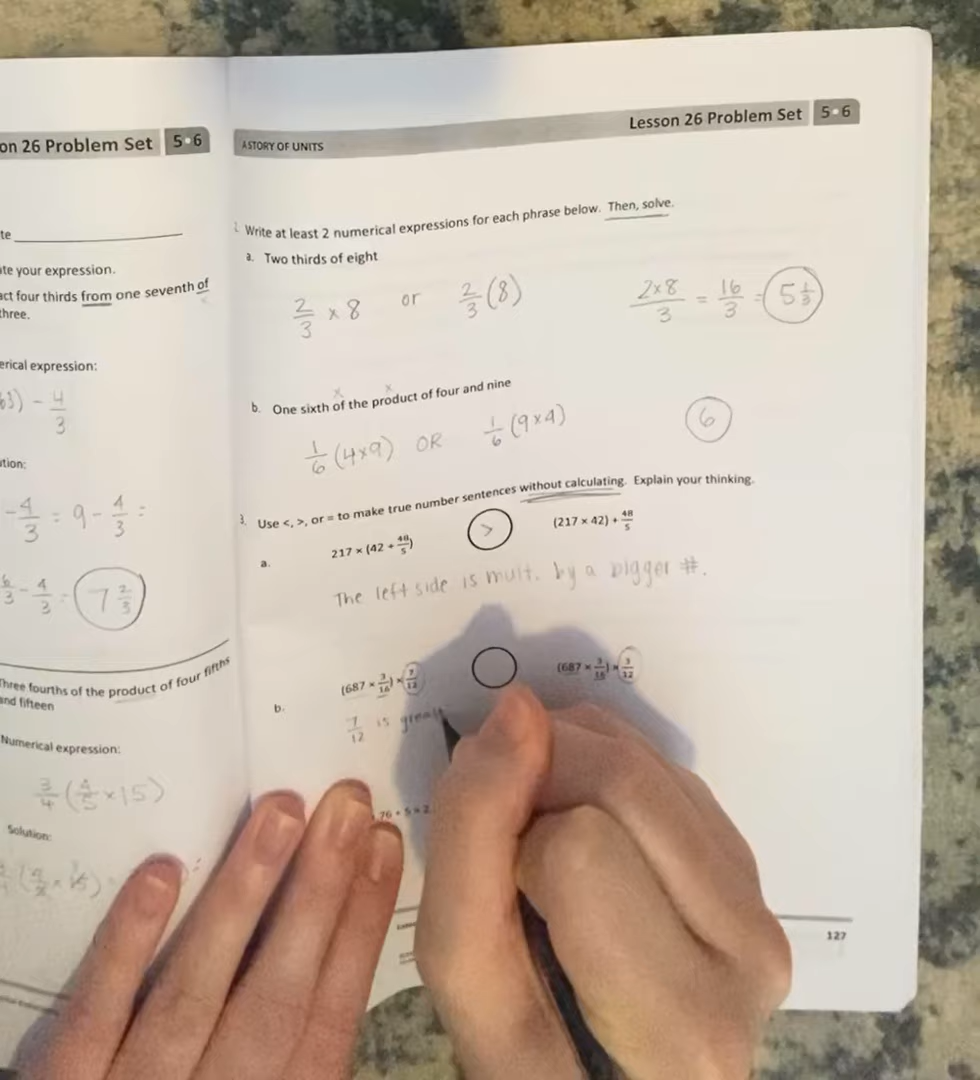 on 26 Problem Set 5•6
te
ate your expression.
act four thirds from one seventh of
three.
erical expression:
63) - 4/3
tion:
- 4/3 = 9 - 4/3 =
6/3 - 4/3 = 7 2/3
Three fourths of the product of four fifths
and fifteen
Numerical expression:
3/4 (4/5 × 15)
Solution:
A STORY OF UNITS Lesson 26 Problem Set 5•6
2. Write at least 2 numerical expressions for each phrase below. Then, solve.
a. Two thirds of eight
2/3 × 8 or 2/3 (8) 2×8/3 = 16/3 = 5 1/3
b. One sixth of the product of four and nine
1/6 (4×9) OR 1/6 (9×4) 6
3. Use <, >, or = to make true number sentences without calculating. Explain your thinking.
a. 217 × (42 + 48/5) > (217 × 42) + 48/5
The left side is mult. by a bigger #.
b. (687 × 3/16) × 7/12 (687 × 3/16) × 3/12
7/12 is great
76 + 5 × 2
127